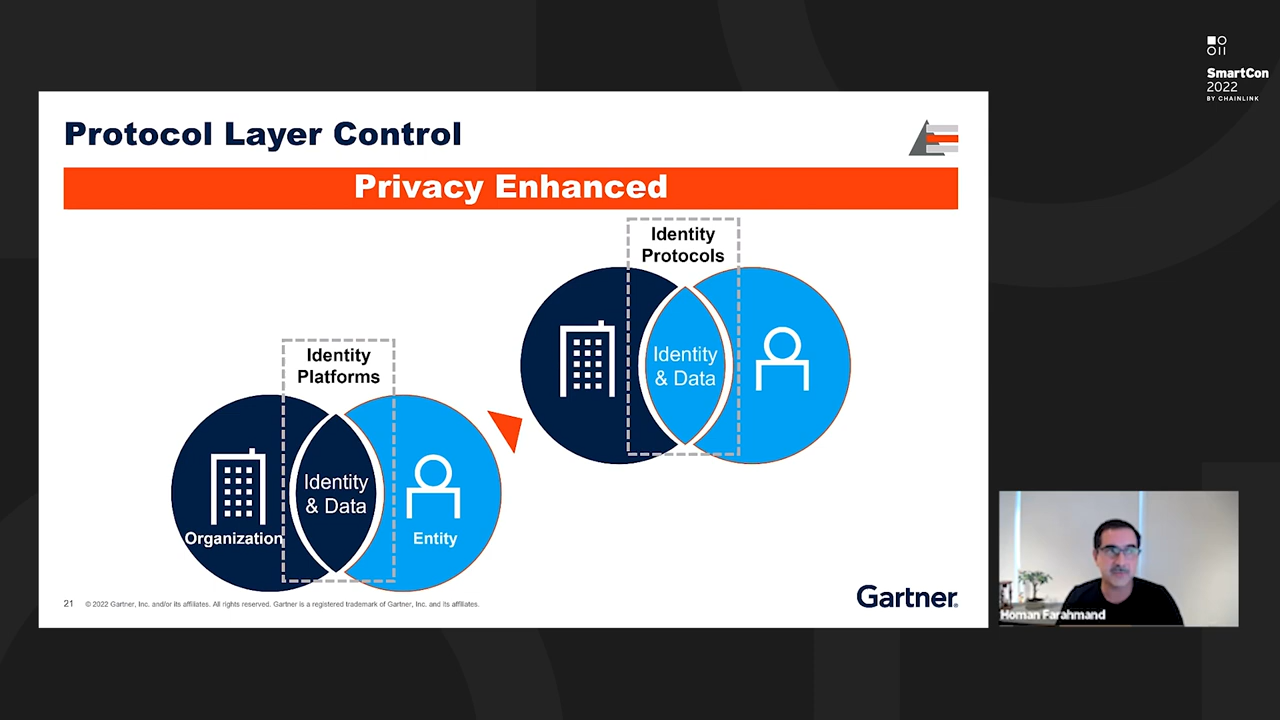 SmartCon
2022
BY CHAINLINK
Protocol Layer Control
Privacy Enhanced
Identity
Protocols
Identity
& Data
Identity
Platforms
Identity
& Data
Organization
Entity
21 © 2022 Gartner, Inc. and/or its affiliates. All rights reserved. Gartner is a registered trademark of Gartner, Inc. and its affiliates.
Gartner®
Homan Farahmand